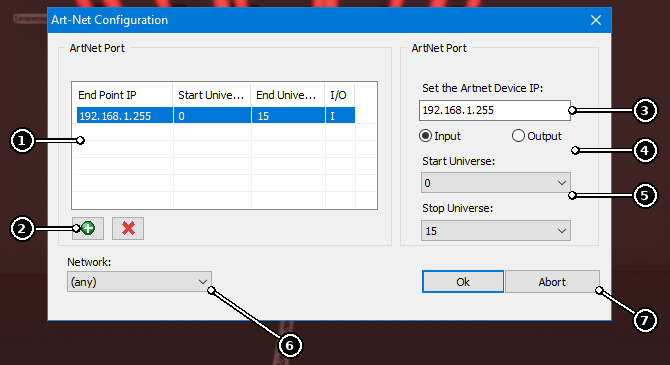 Art-Net Configuration
ArtNet Port
End Point IP Start Unive... End Unive... I/O
192.168.1.255 0 15 I
1
2
Network:
(any)
6
ArtNet Port
Set the Artnet Device IP:
192.168.1.255
3
Input Output
4
Start Universe:
0
5
Stop Universe:
15
Ok Abort
7